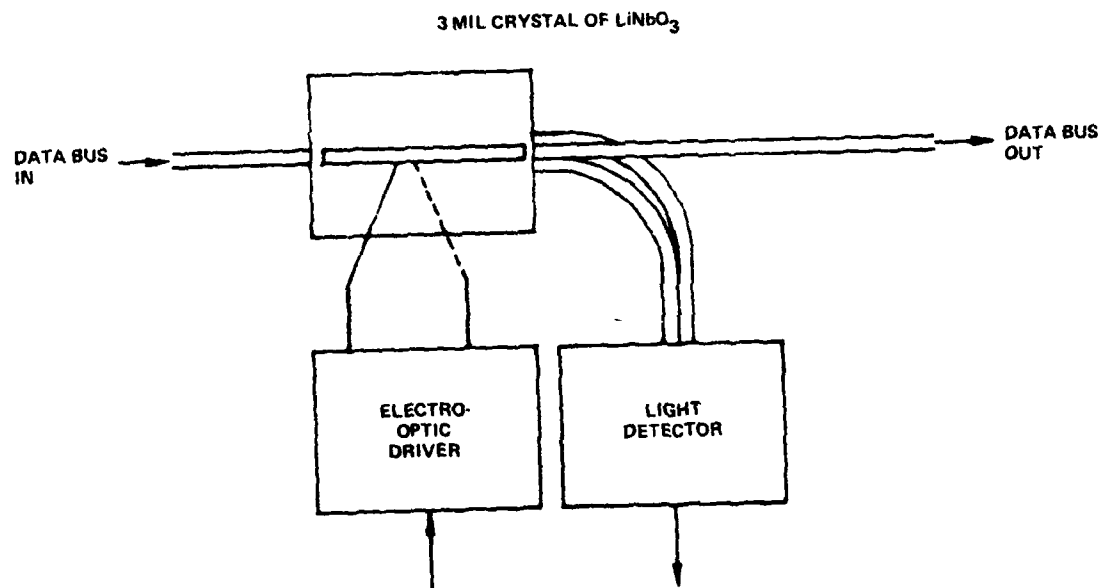 3 MIL CRYSTAL OF LiNbO3
DATA BUS
IN
DATA BUS
OUT
ELECTRO-
OPTIC
DRIVER
LIGHT
DETECTOR